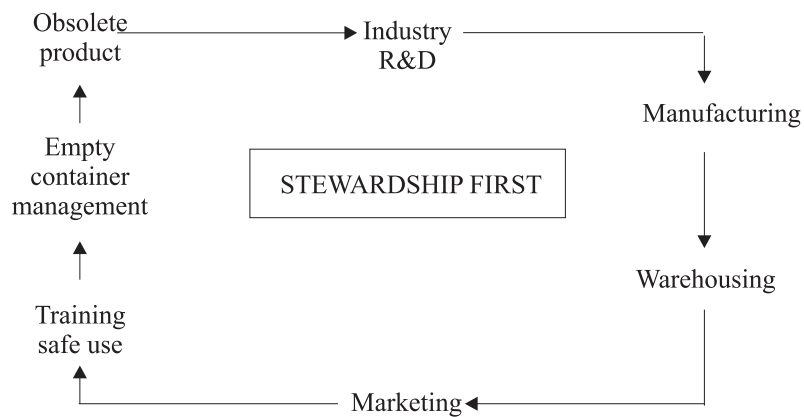 Obsolete
product
Industry
R&D
Manufacturing
Empty
container
management
STEWARDSHIP FIRST
Warehousing
Training
safe use
Marketing